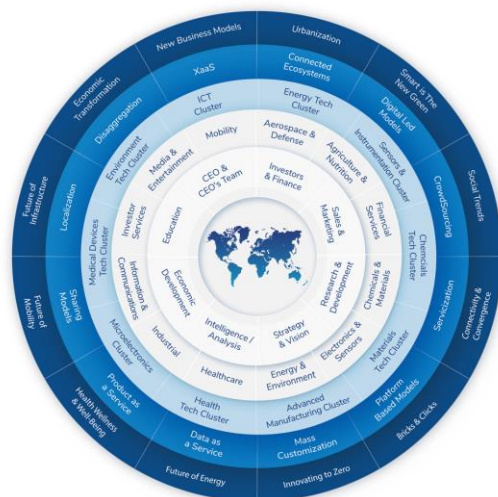 New Business Models
Urbanization
Smart is The
New Green
Social Trends
Connectivity &
Convergence
Bricks & Clicks
Innovating to Zero
Future of Energy
Health Wellness
& Well-Being
Future of
Mobility
Future of
Infrastructure
Economic
Transformation
XaaS
Connected
Ecosystems
Digital Led
Models
CrowdSourcing
Servicization
Platform
Based Models
Mass
Customization
Data as
a Service
Product as
a Service
Sharing
Models
Localization
Disaggregation
ICT
Cluster
Energy Tech
Cluster
Sensors &
Instrumentation Cluster
Chemcials
Tech Cluster
Materials
Tech Cluster
Advanced
Manufacturing Cluster
Health
Tech Cluster
Microelectronics
Cluster
Medical Devices
Tech Cluster
Environment
Tech Cluster
Mobility
Aerospace &
Defense
Agriculture &
Nutrition
Financial
Services
Chemicals &
Materials
Electronics &
Sensors
Energy &
Environment
Healthcare
Industrial
Information &
Communications
Investor
Services
Media &
Entertainment
CEO &
CEO's Team
Investors
& Finance
Sales &
Marketing
Research &
Development
Strategy
& Vision
Intelligence /
Analysis
Economic
Development
Education